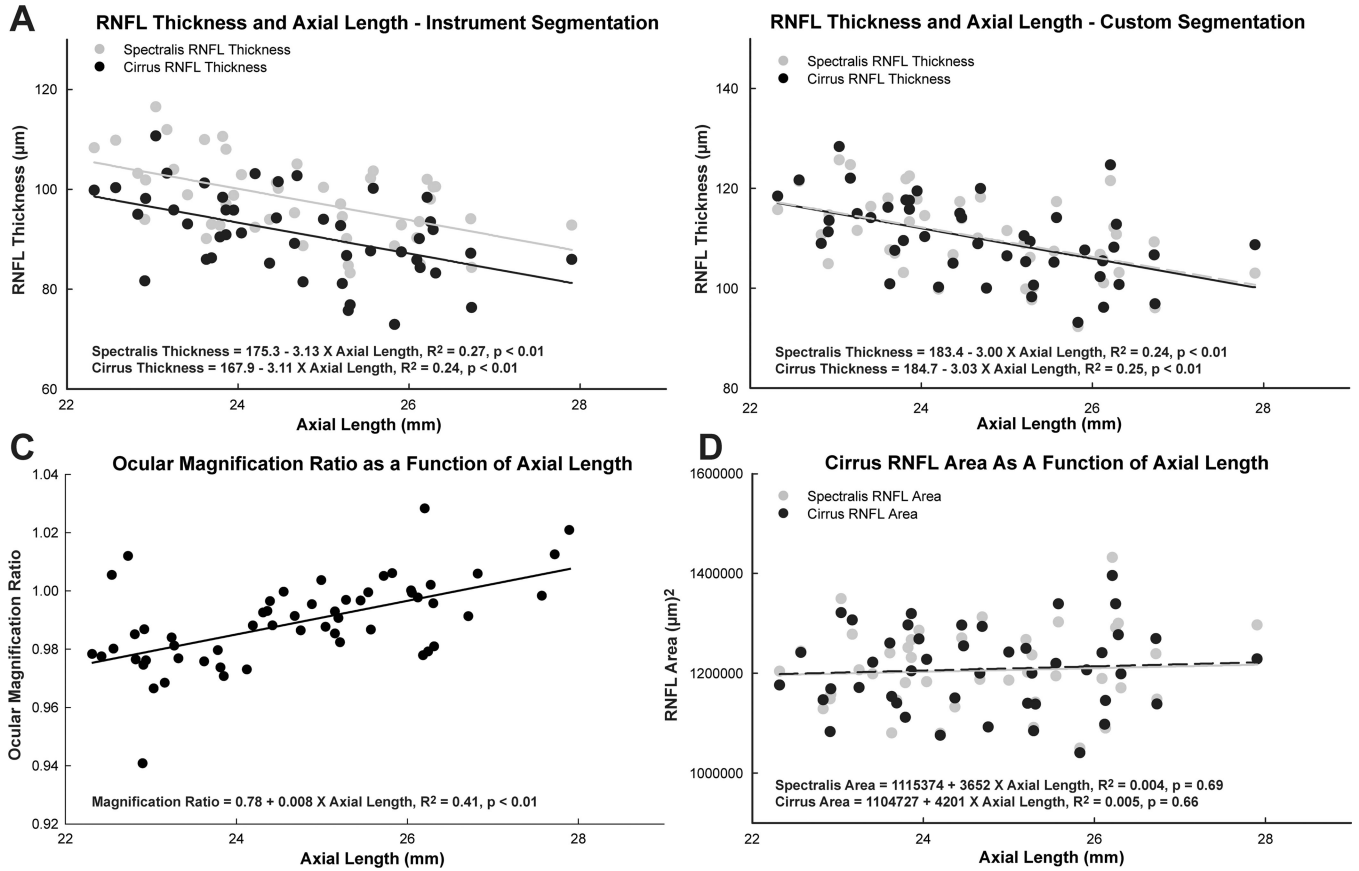 A
RNFL Thickness and Axial Length - Instrument Segmentation
Spectralis RNFL Thickness
Cirrus RNFL Thickness
RNFL Thickness (µm)
120
100
80
60
Spectralis Thickness = 175.3 - 3.13 X Axial Length, R² = 0.27, p < 0.01
Cirrus Thickness = 167.9 - 3.11 X Axial Length, R² = 0.24, p < 0.01
22
24
26
28
Axial Length (mm)
RNFL Thickness and Axial Length - Custom Segmentation
Spectralis RNFL Thickness
Cirrus RNFL Thickness
RNFL Thickness (µm)
140
120
100
80
Spectralis Thickness = 183.4 - 3.00 X Axial Length, R² = 0.24, p < 0.01
Cirrus Thickness = 184.7 - 3.03 X Axial Length, R² = 0.25, p < 0.01
22
24
26
28
Axial Length (mm)
C
Ocular Magnification Ratio as a Function of Axial Length
Ocular Magnification Ratio
1.04
1.02
1.00
0.98
0.96
0.94
0.92
Magnification Ratio = 0.78 + 0.008 X Axial Length, R² = 0.41, p < 0.01
22
24
26
28
Axial Length (mm)
D
Cirrus RNFL Area As A Function of Axial Length
Spectralis RNFL Area
Cirrus RNFL Area
RNFL Area (µm)²
1600000
1400000
1200000
1000000
Spectralis Area = 1115374 + 3652 X Axial Length, R² = 0.004, p = 0.69
Cirrus Area = 1104727 + 4201 X Axial Length, R² = 0.005, p = 0.66
22
24
26
28
Axial Length (mm)